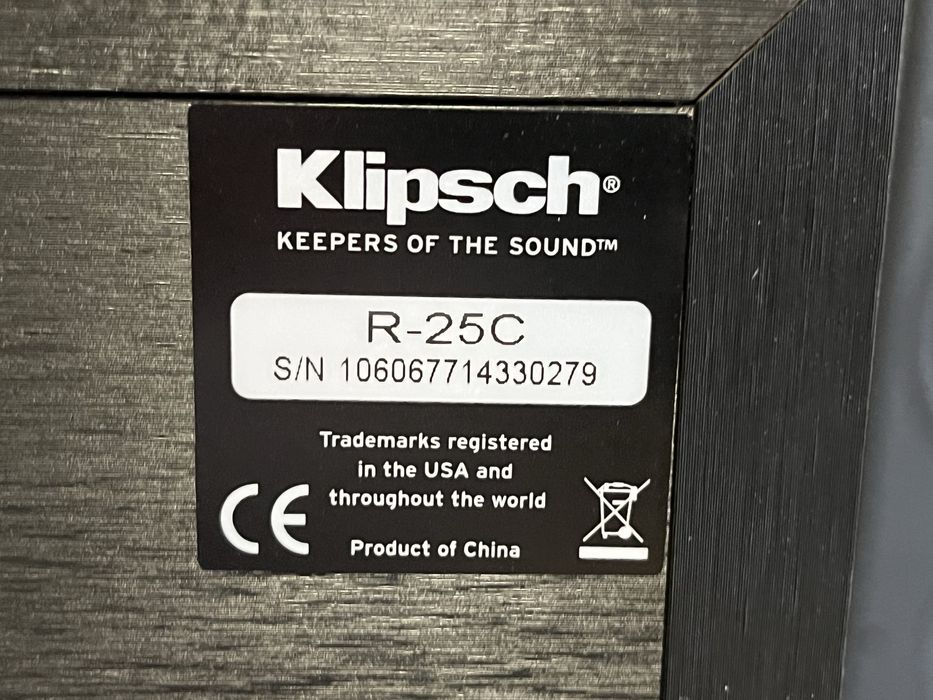 Klipsch®
KEEPERS OF THE SOUND™
R-25C
S/N 106067714330279
Trademarks registered
in the USA and
throughout the world
CE
Product of China